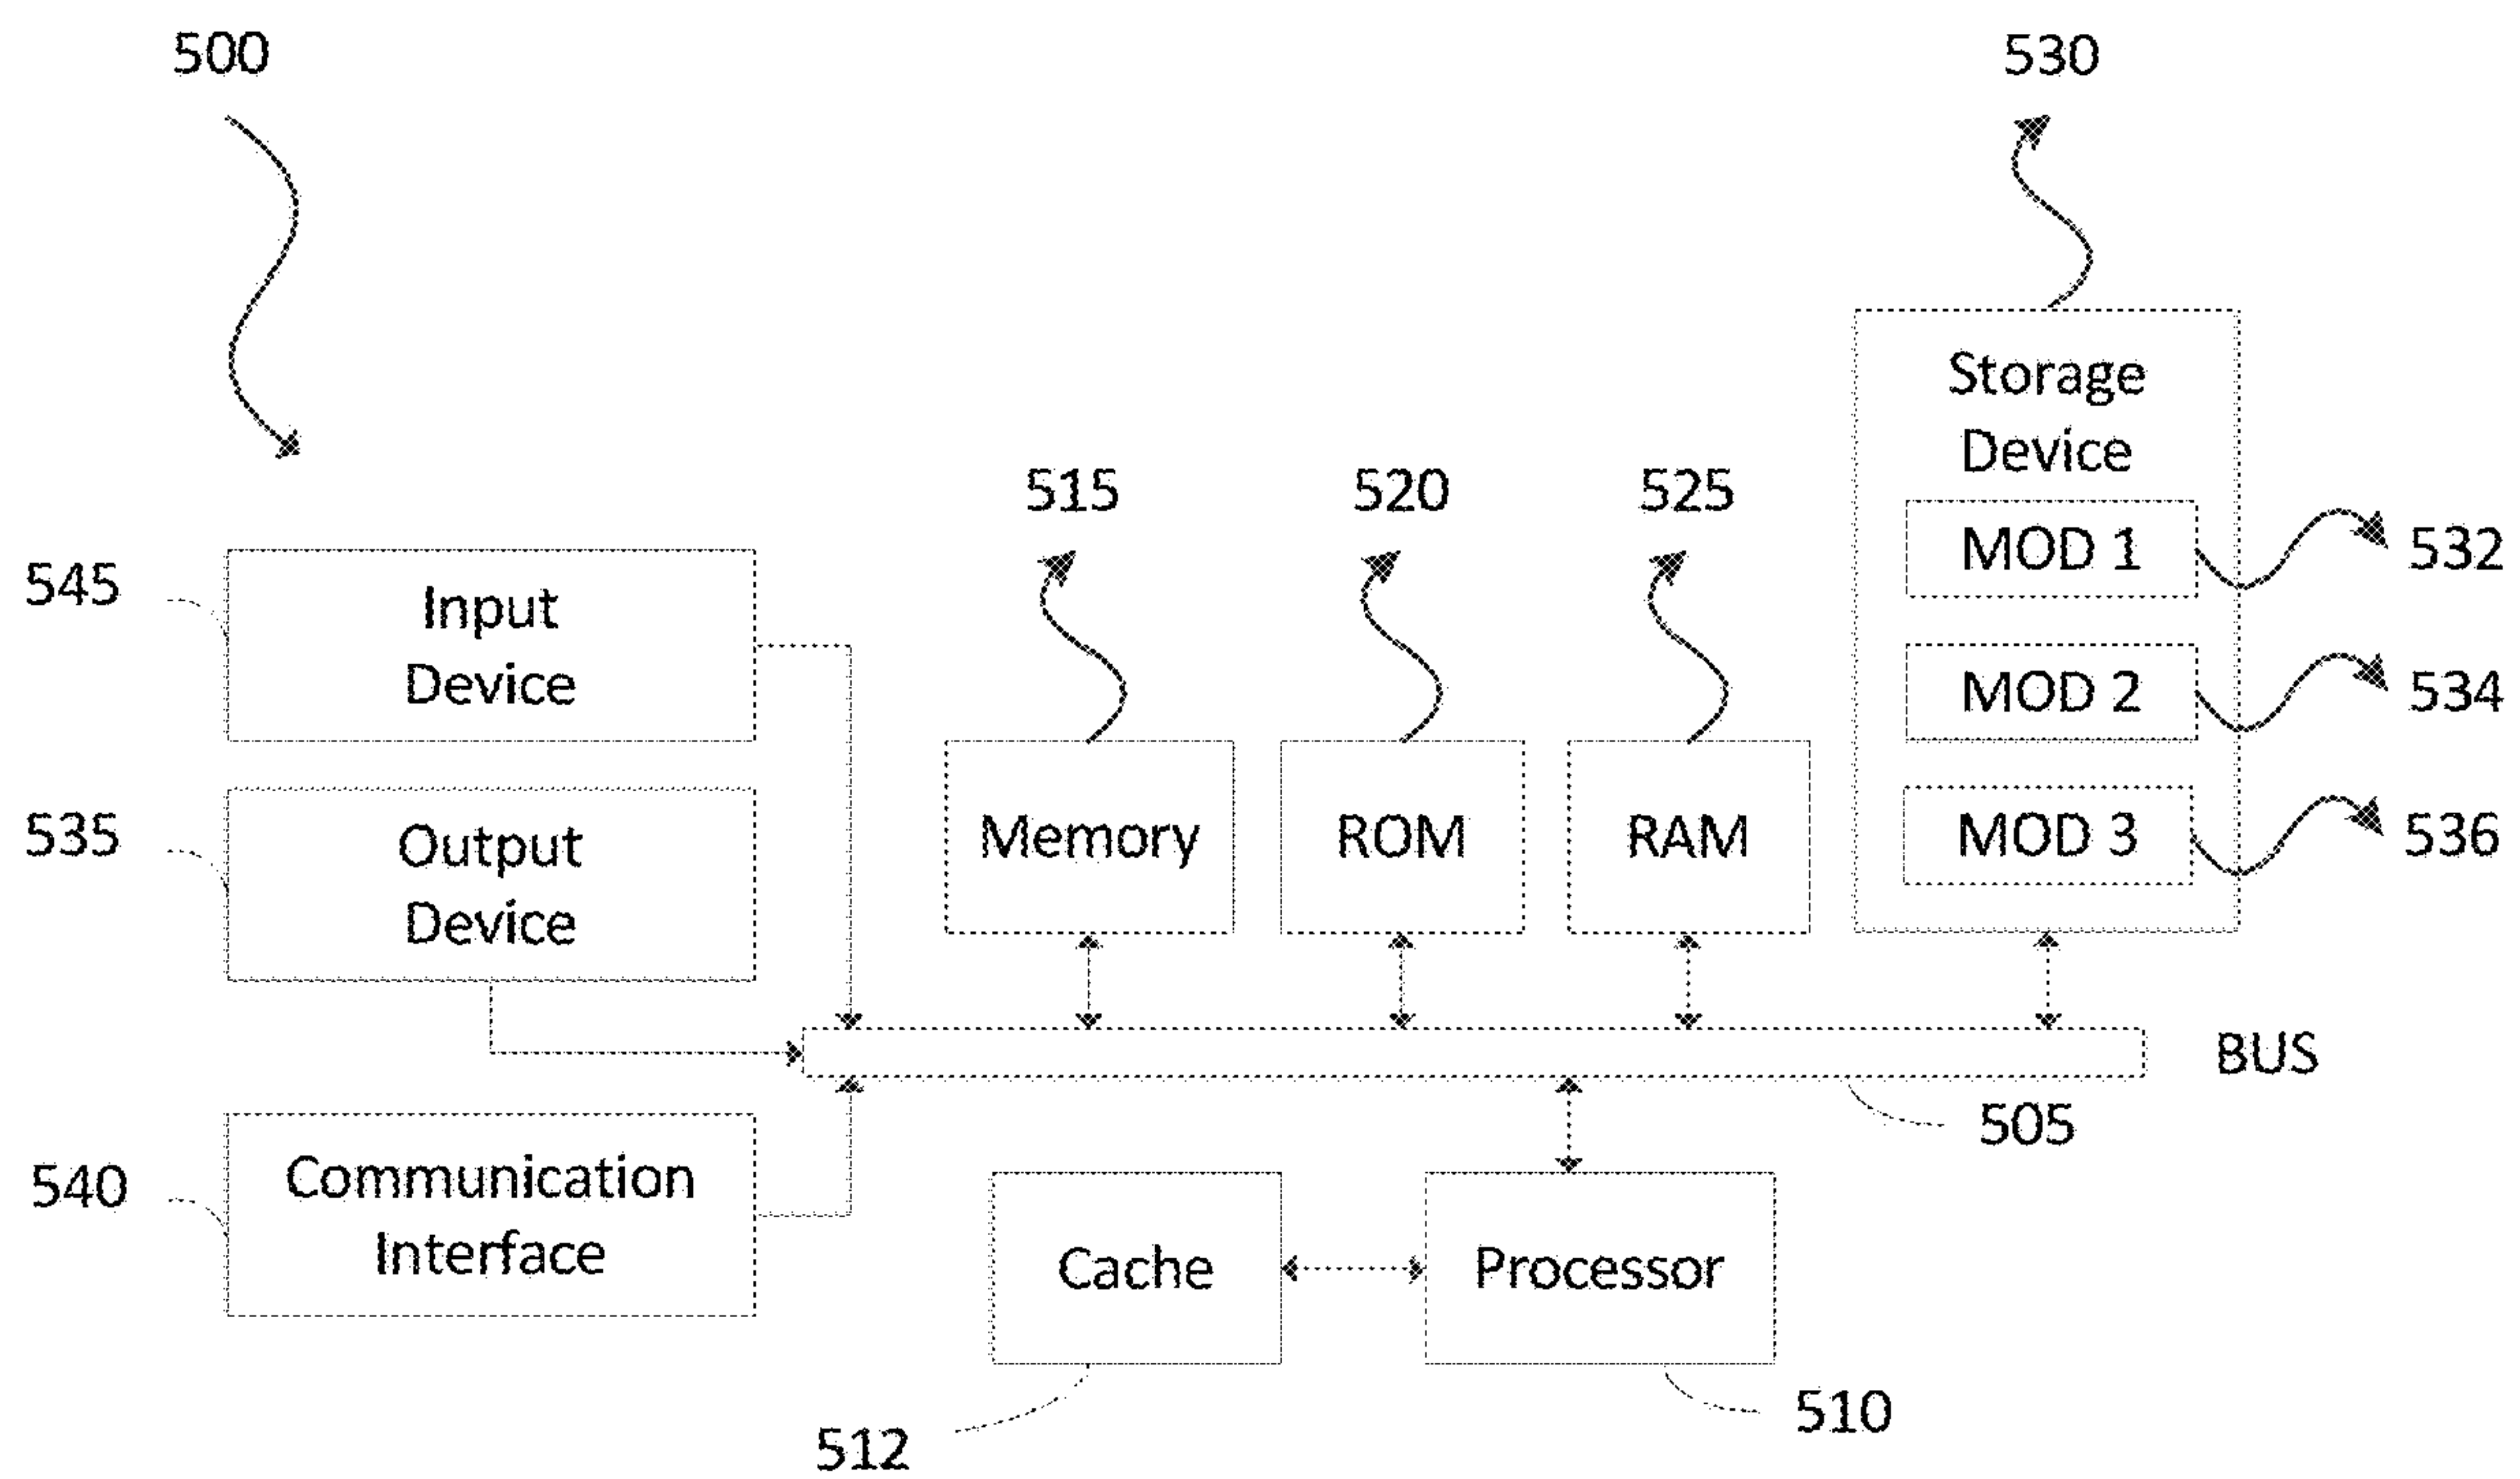 500
530
Storage
Device
515
520
525
MOD 1
532
545
Input
Device
MOD 2
534
535
Output
Device
Memory
ROM
RAM
MOD 3
536
BUS
505
540
Communication
Interface
Cache
Processor
510
512